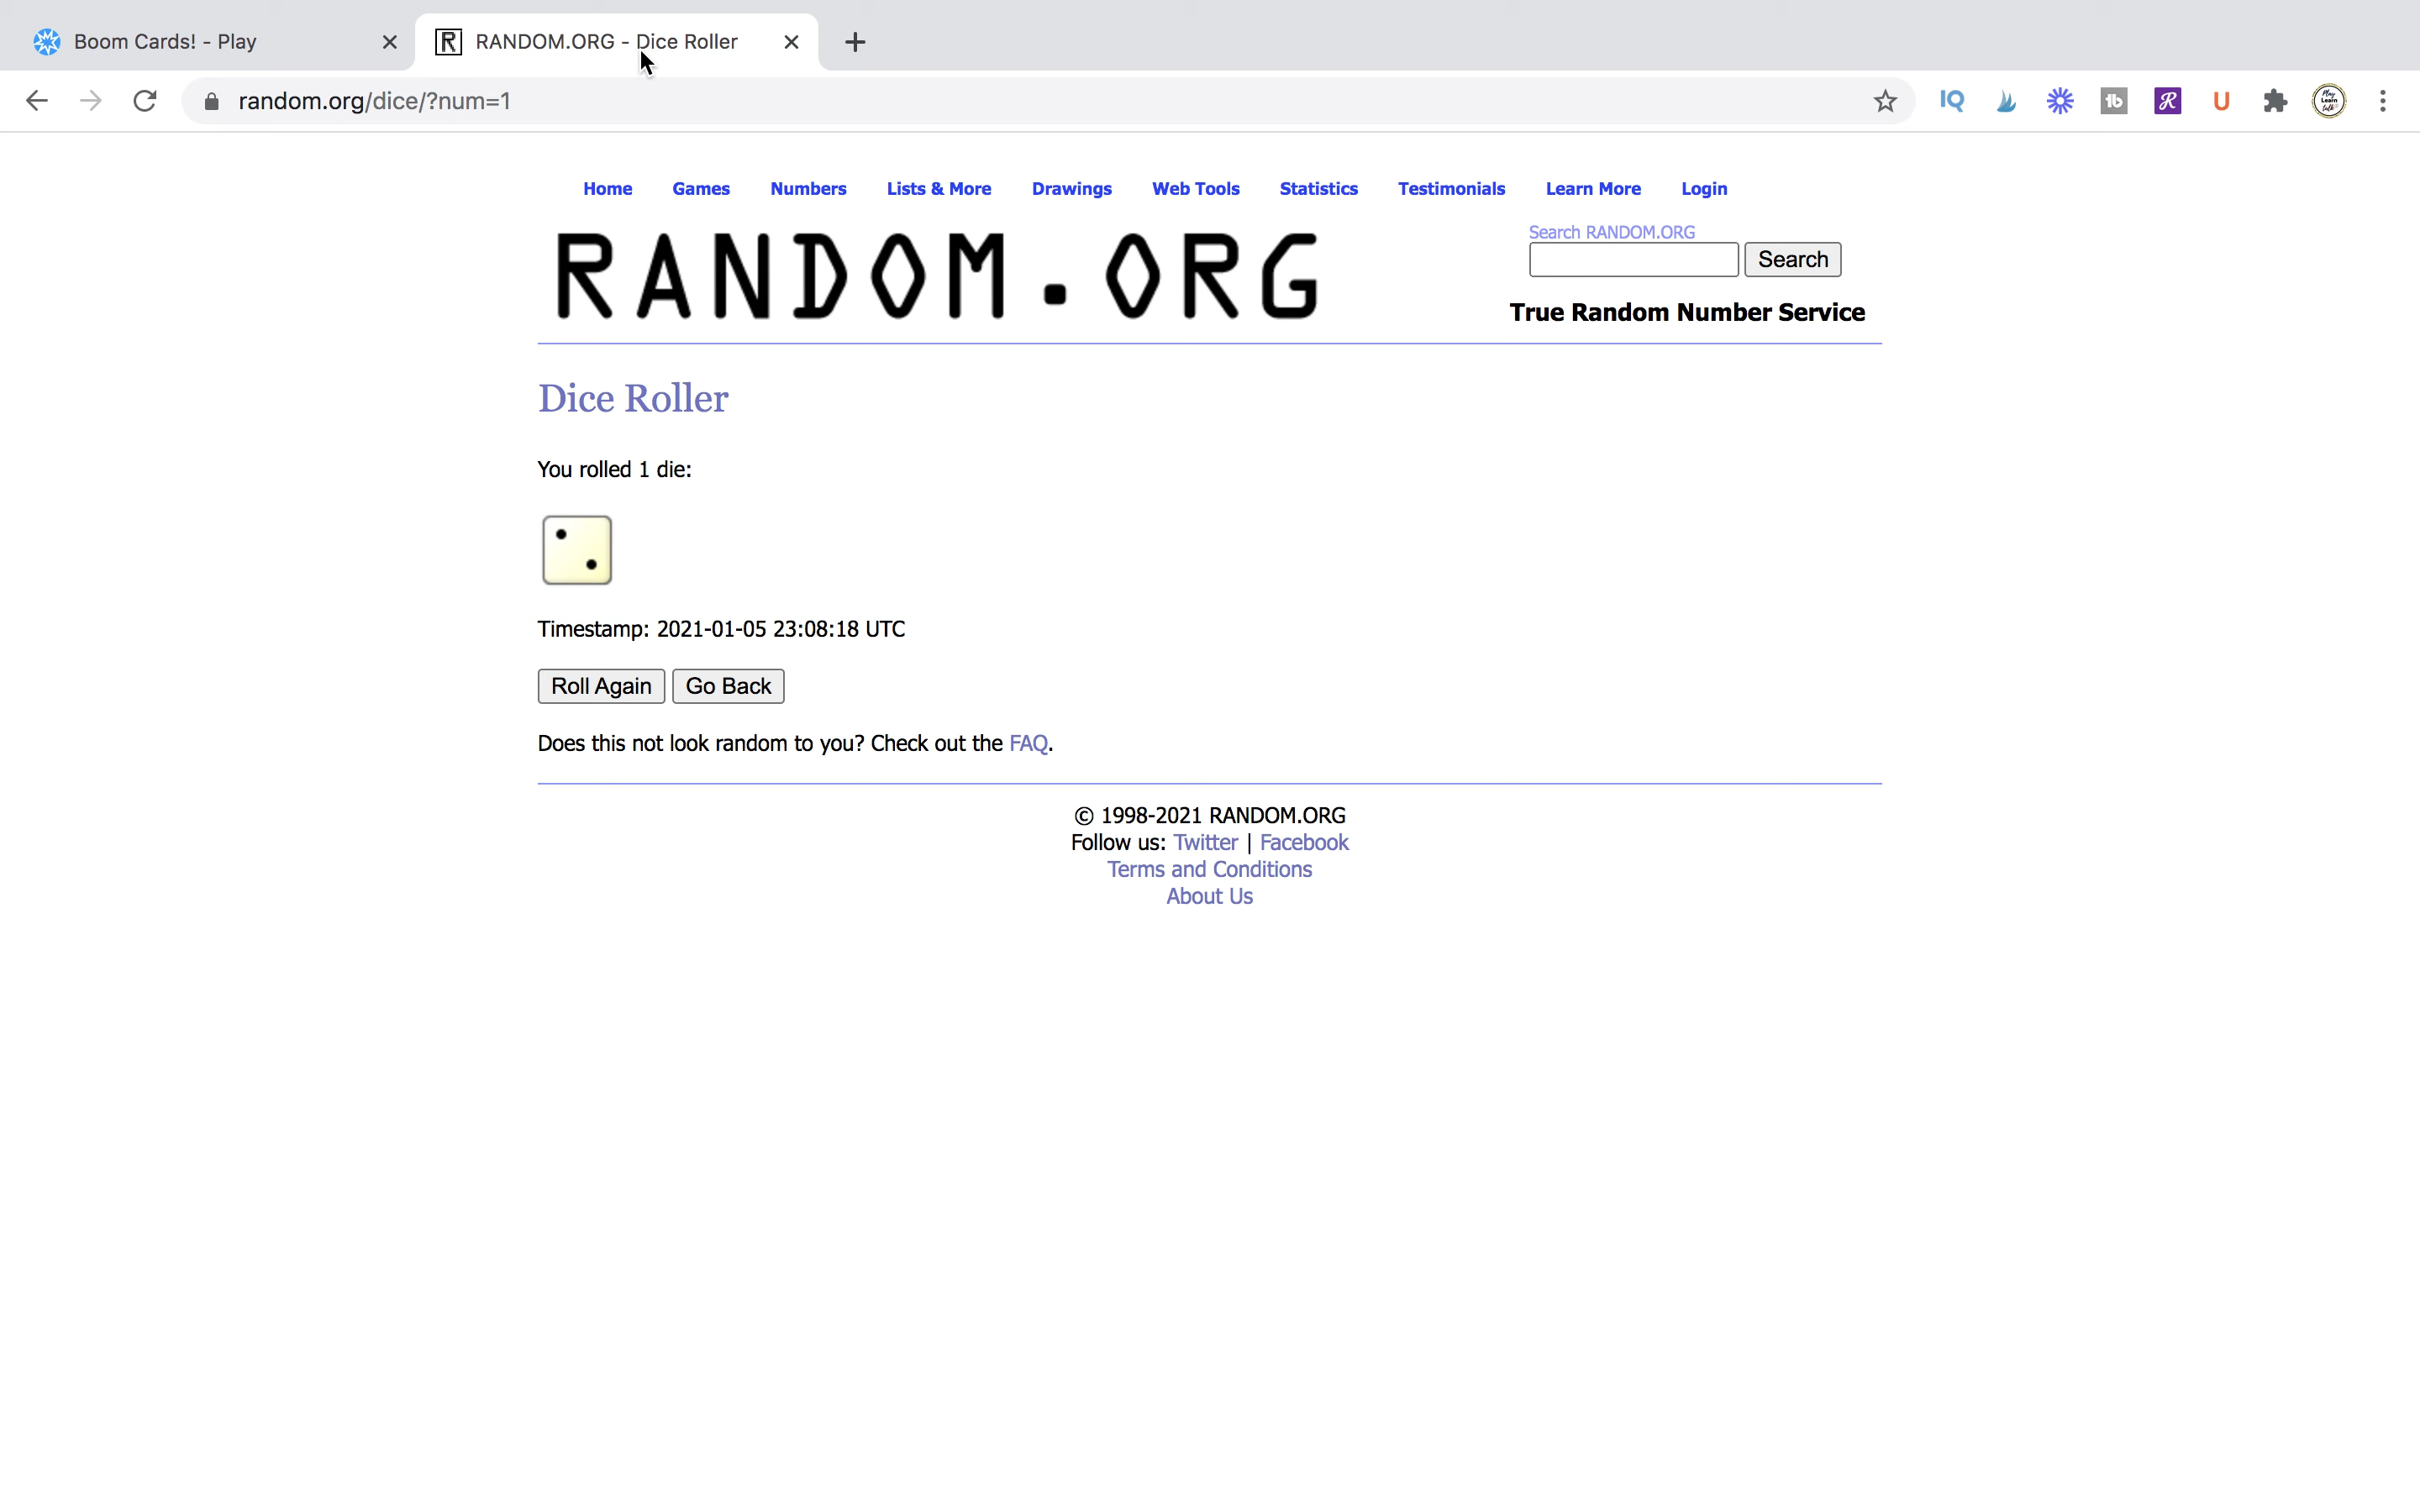 Boom Cards! - Play
RANDOM.ORG - Dice Roller
random.org/dice/?num=1
Home Games Numbers Lists & More Drawings Web Tools Statistics Testimonials Learn More Login
RANDOM.ORG
Search RANDOM.ORG
Search
True Random Number Service
Dice Roller
You rolled 1 die:
Timestamp: 2021-01-05 23:08:18 UTC
Roll Again Go Back
Does this not look random to you? Check out the FAQ.
© 1998-2021 RANDOM.ORG
Follow us: Twitter | Facebook
Terms and Conditions
About Us